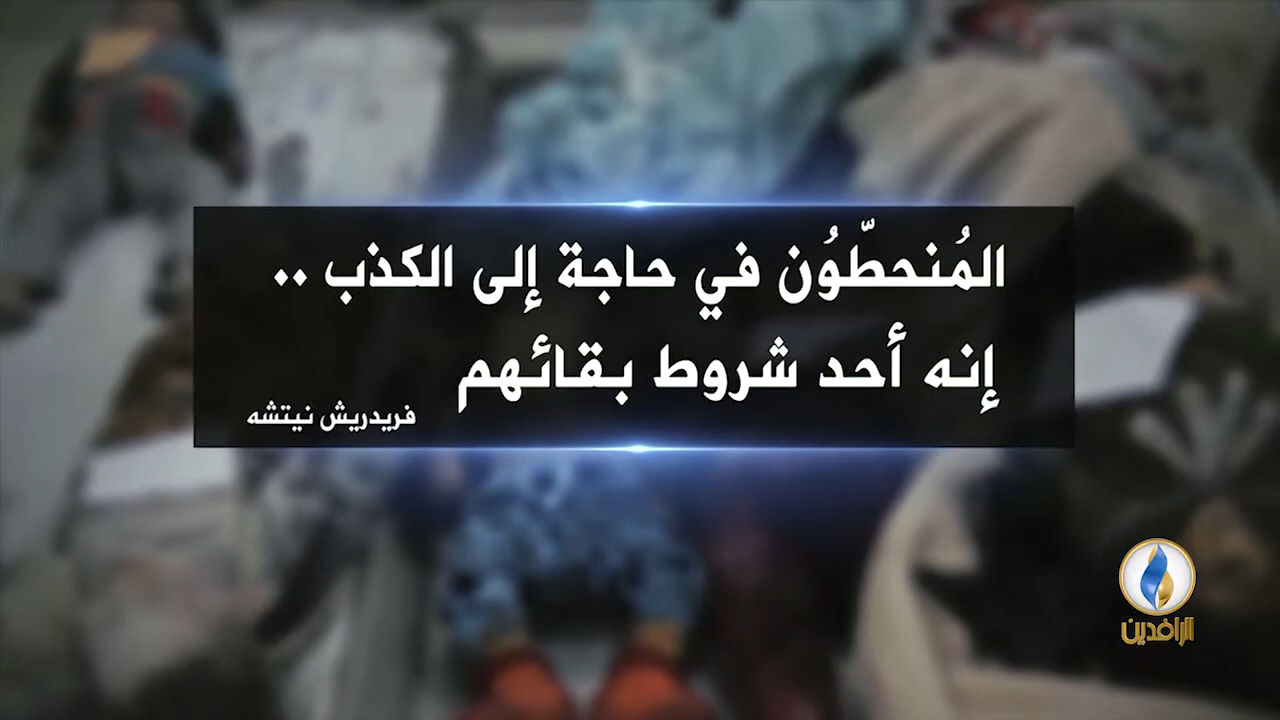 المُنحطّوُن في حاجة إلى الكذب ..
إنه أحد شروط بقائهم
فريدريش نيتشه
الرافدين